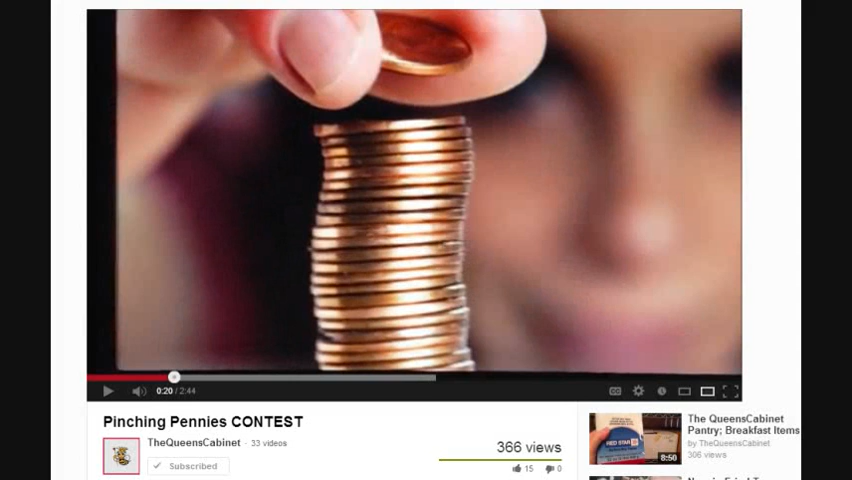 0:20 / 2:44
CC
Pinching Pennies CONTEST
TheQueensCabinet · 33 videos
Subscribed
366 views
15 0
RED STAR
8:50
The QueensCabinet
Pantry; Breakfast Items
by TheQueensCabinet
306 views